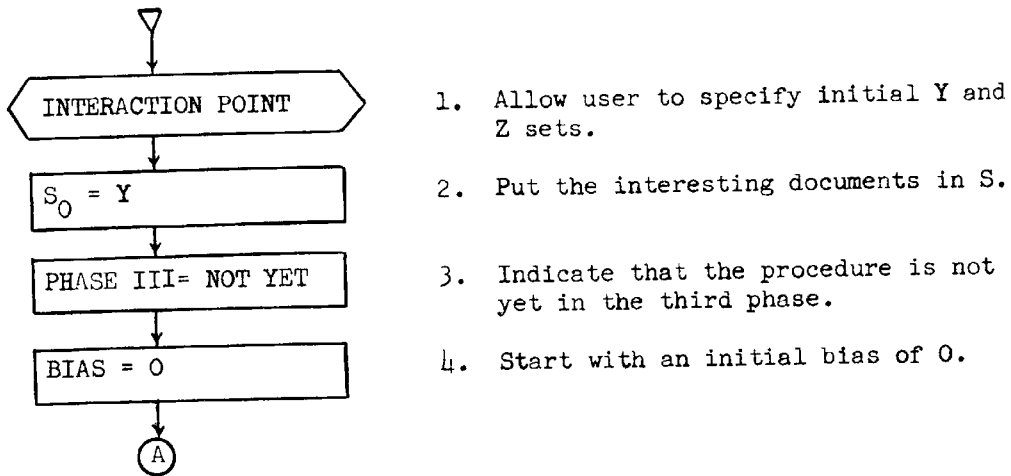 INTERACTION POINT
1. Allow user to specify initial Y and
Z sets.
S0 = Y
2. Put the interesting documents in S.
PHASE III= NOT YET
3. Indicate that the procedure is not
yet in the third phase.
BIAS = 0
4. Start with an initial bias of 0.
A